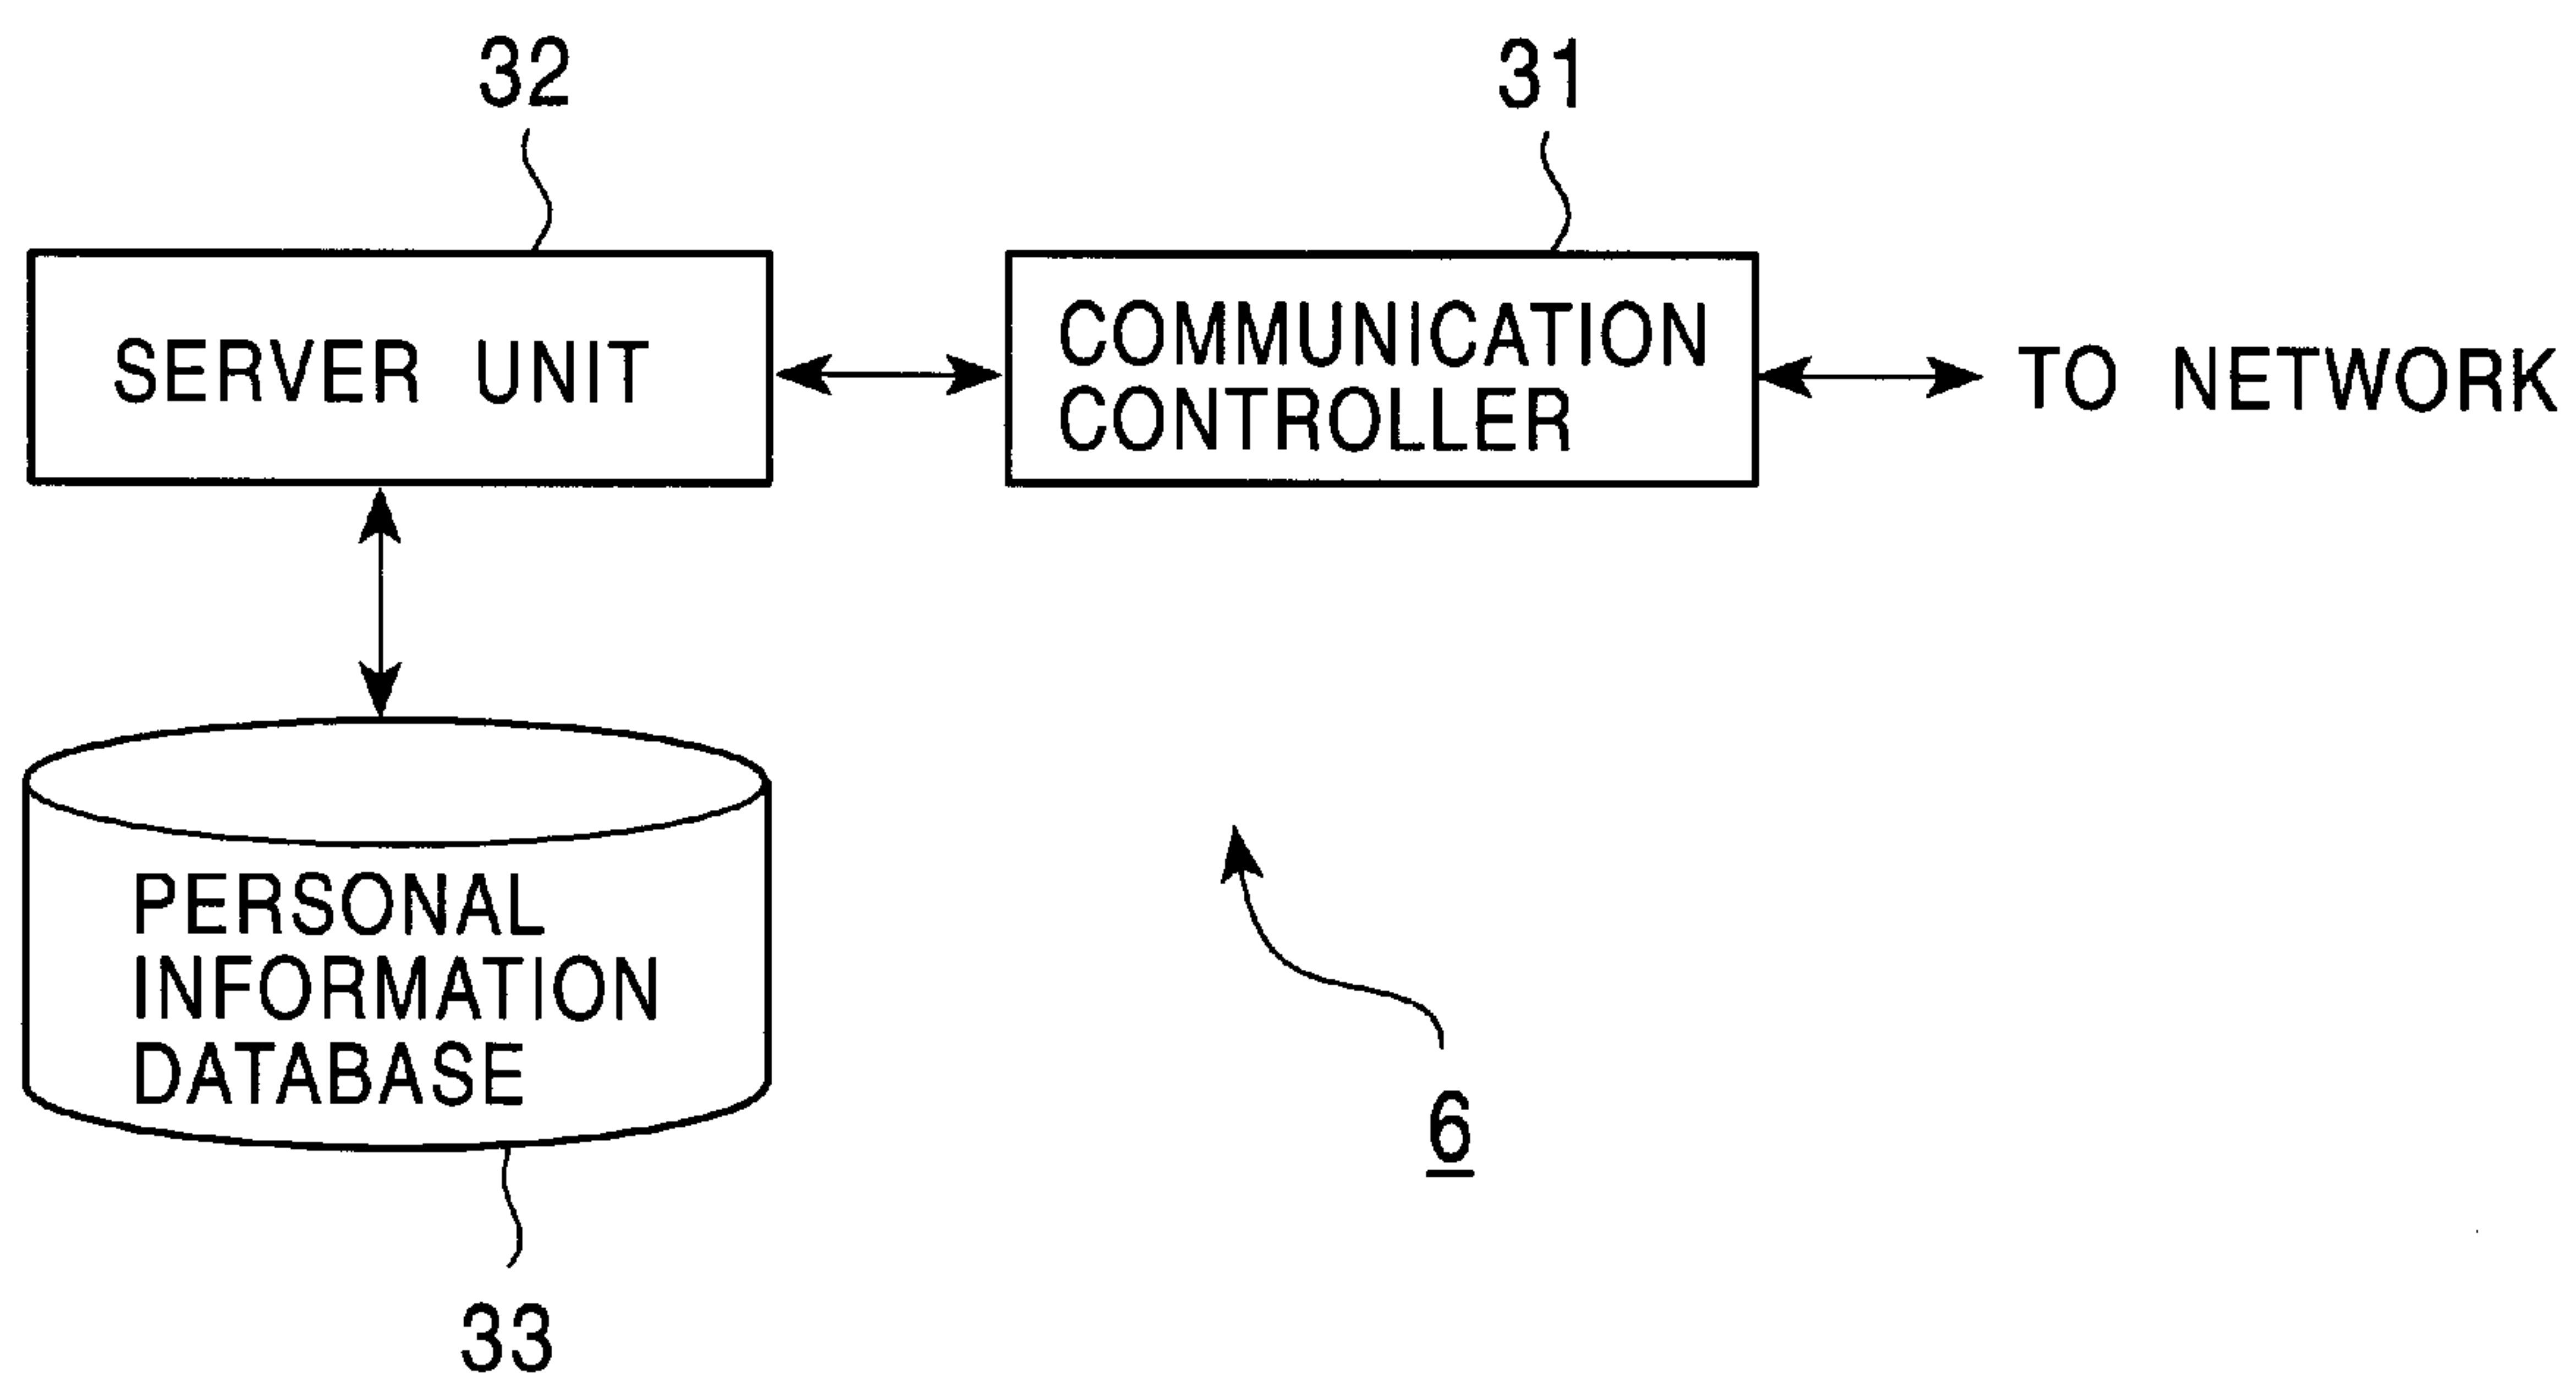 32
31
SERVER UNIT
COMMUNICATION
CONTROLLER
TO NETWORK
PERSONAL
INFORMATION
DATABASE
6
33